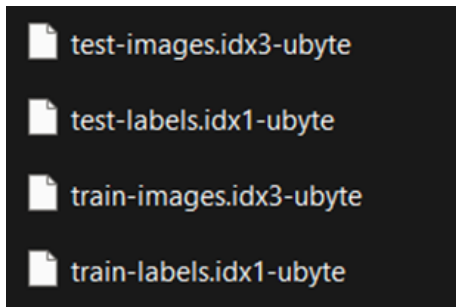 test-images.idx3-ubyte
test-labels.idx1-ubyte
train-images.idx3-ubyte
train-labels.idx1-ubyte